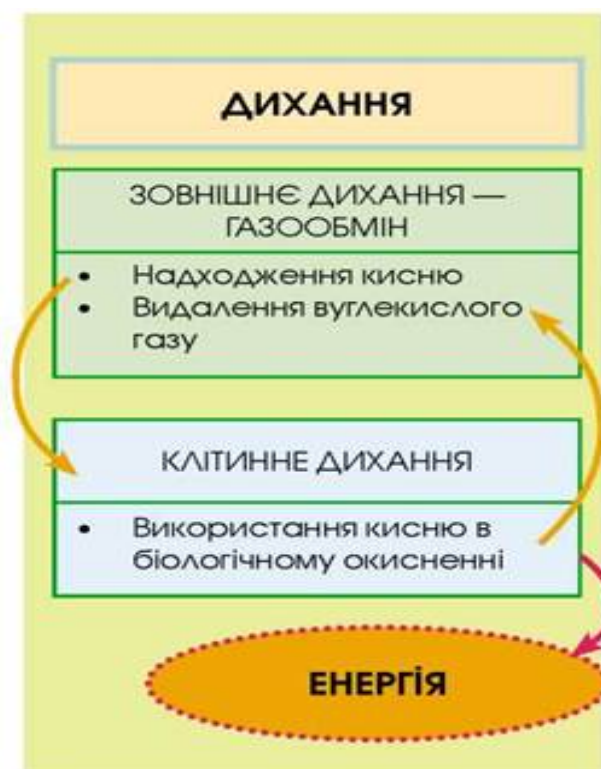 ДИХАННЯ
ЗОВНІШНЄ ДИХАННЯ —
ГАЗООБМІН
• Надходження кисню
• Видалення вуглекислого
газу
КЛІТИННЕ ДИХАННЯ
• Використання кисню в
біологічному окисненні
ЕНЕРГІЯ